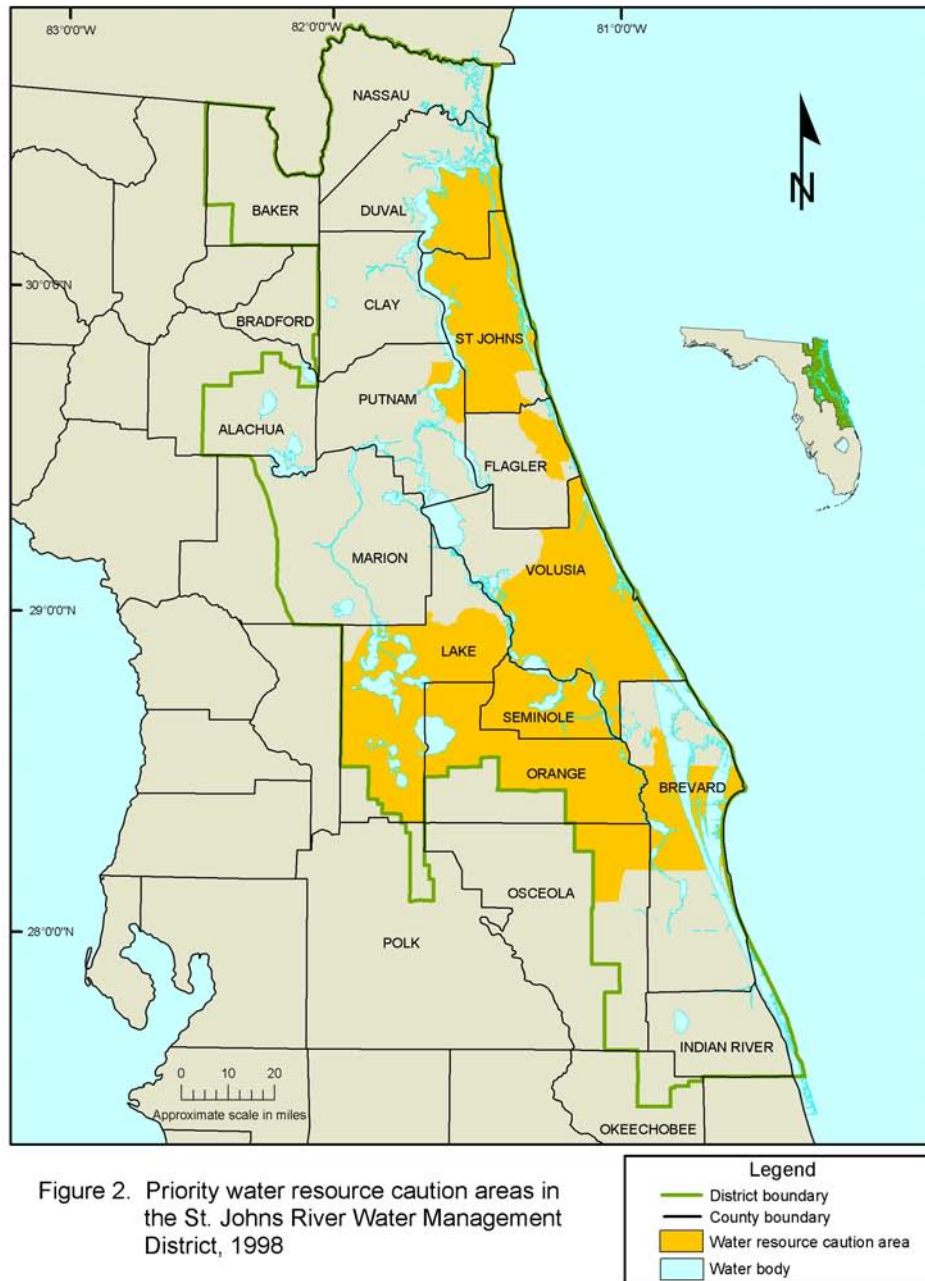 83°0'0"W
82°0'0"W
81°0'0"W
NASSAU
N
BAKER
DUVAL
30°0'0"N
CLAY
BRADFORD
ST JOHNS
PUTNAM
ALACHUA
FLAGLER
MARION
VOLUSIA
29°0'0"N
LAKE
SEMINOLE
ORANGE
BREVARD
OSCEOLA
28°0'0"N
POLK
INDIAN RIVER
0 10 20
Approximate scale in miles
OKEECHOBEE
Figure 2. Priority water resource caution areas in
the St. Johns River Water Management
District, 1998
Legend
District boundary
County boundary
Water resource caution area
Water body